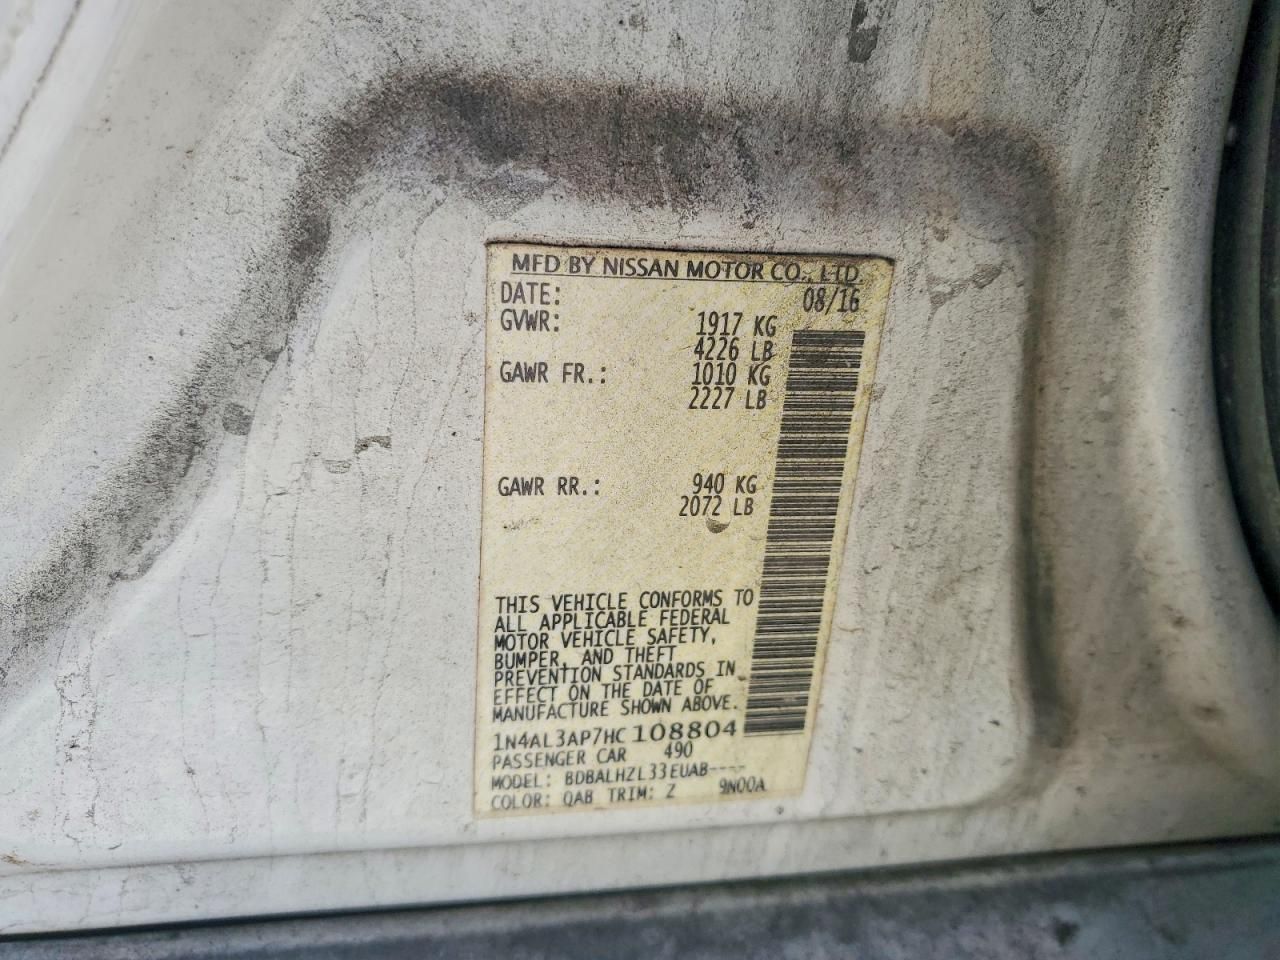 MFD BY NISSAN MOTOR CO., LTD.
DATE: 08/16
GVWR: 1917 KG
4226 LB
GAWR FR.: 1010 KG
2227 LB
GAWR RR.: 940 KG
2072 LB
THIS VEHICLE CONFORMS TO
ALL APPLICABLE FEDERAL
MOTOR VEHICLE SAFETY,
BUMPER, AND THEFT
PREVENTION STANDARDS IN
EFFECT ON THE DATE OF
MANUFACTURE SHOWN ABOVE.
1N4AL3AP7HC108804
PASSENGER CAR 490
MODEL: BDBALHZL33EUAB----
COLOR: QAB TRIM: Z 9N00A